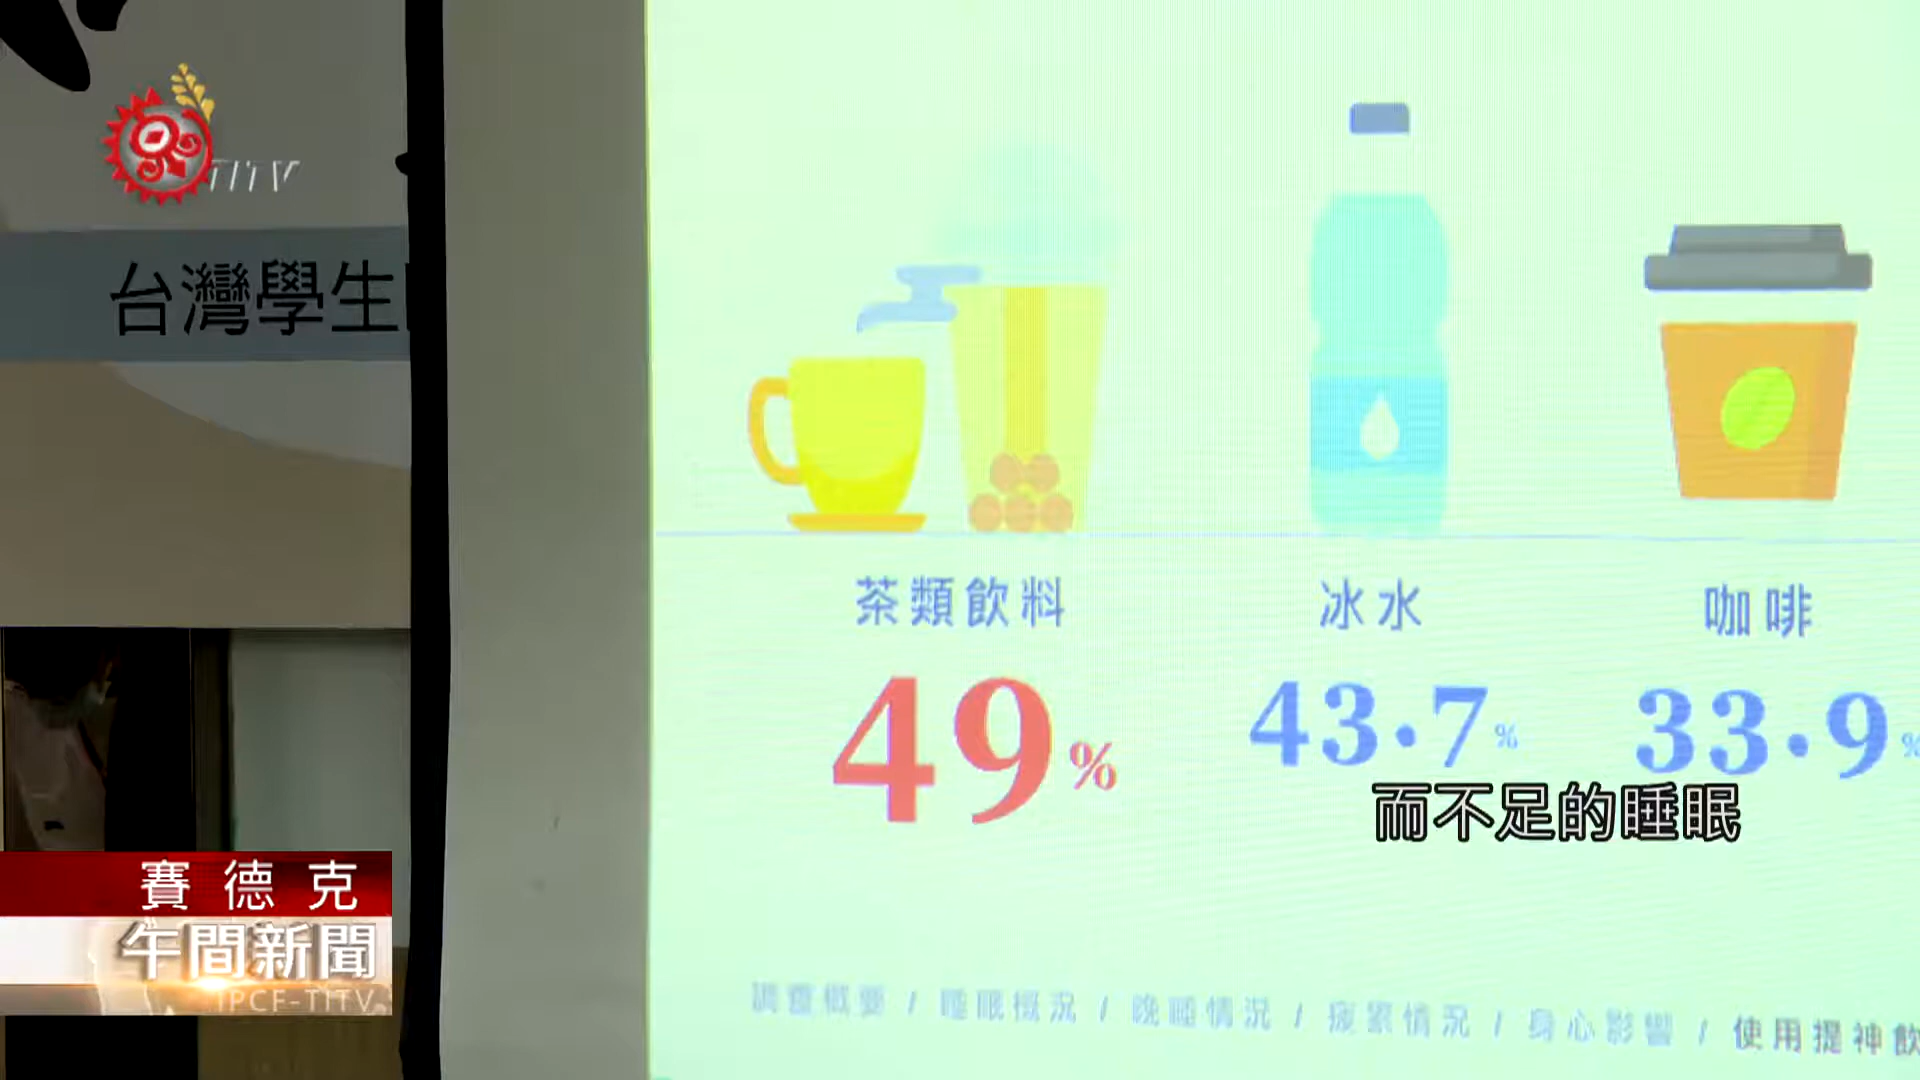 TITV
台灣學生
茶類飲料
冰水
咖啡
49%
43.7%
33.9%
而不足的睡眠
賽德克
午間新聞
IPCF-TITV
調查概要 / 睡眠概況 / 晚睡情況 / 疲累情況 / 身心影響 / 使用提神飲